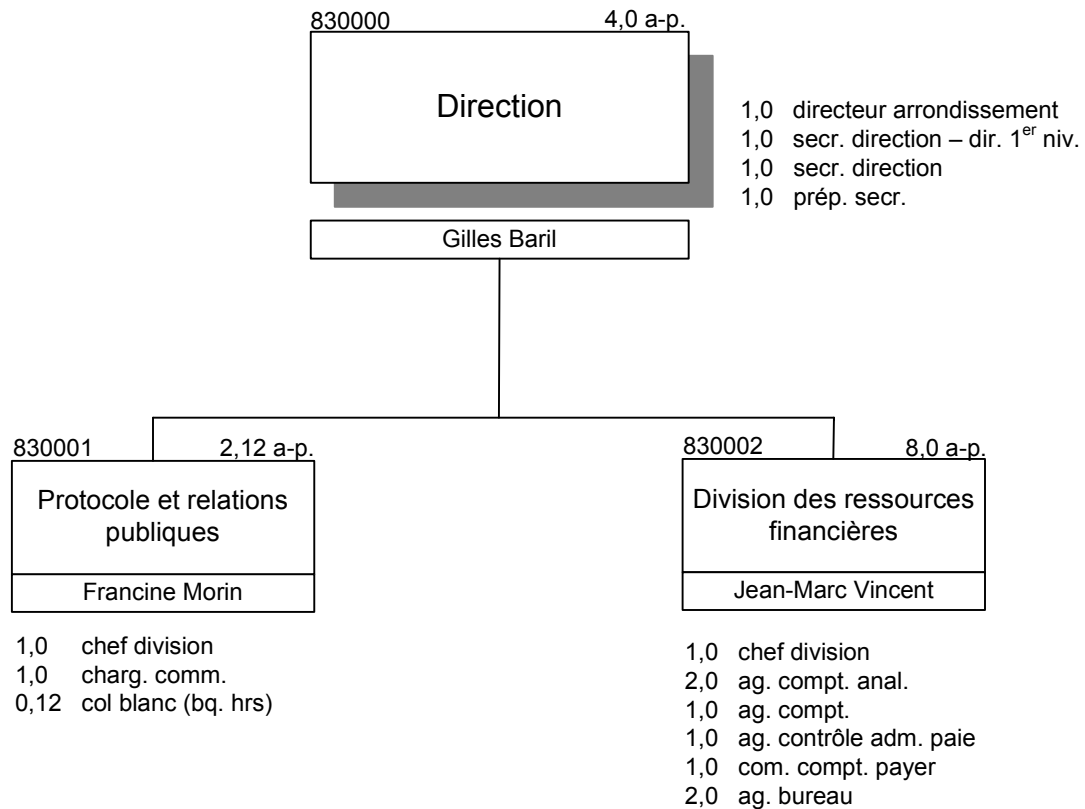 830000 4,0 a-p.
Direction
1,0 directeur arrondissement
1,0 secr. direction – dir. 1er niv.
1,0 secr. direction
1,0 prép. secr.
Gilles Baril
830001 2,12 a-p.
Protocole et relations
publiques
Francine Morin
1,0 chef division
1,0 charg. comm.
0,12 col blanc (bq. hrs)
830002 8,0 a-p.
Division des ressources
financières
Jean-Marc Vincent
1,0 chef division
2,0 ag. compt. anal.
1,0 ag. compt.
1,0 ag. contrôle adm. paie
1,0 com. compt. payer
2,0 ag. bureau